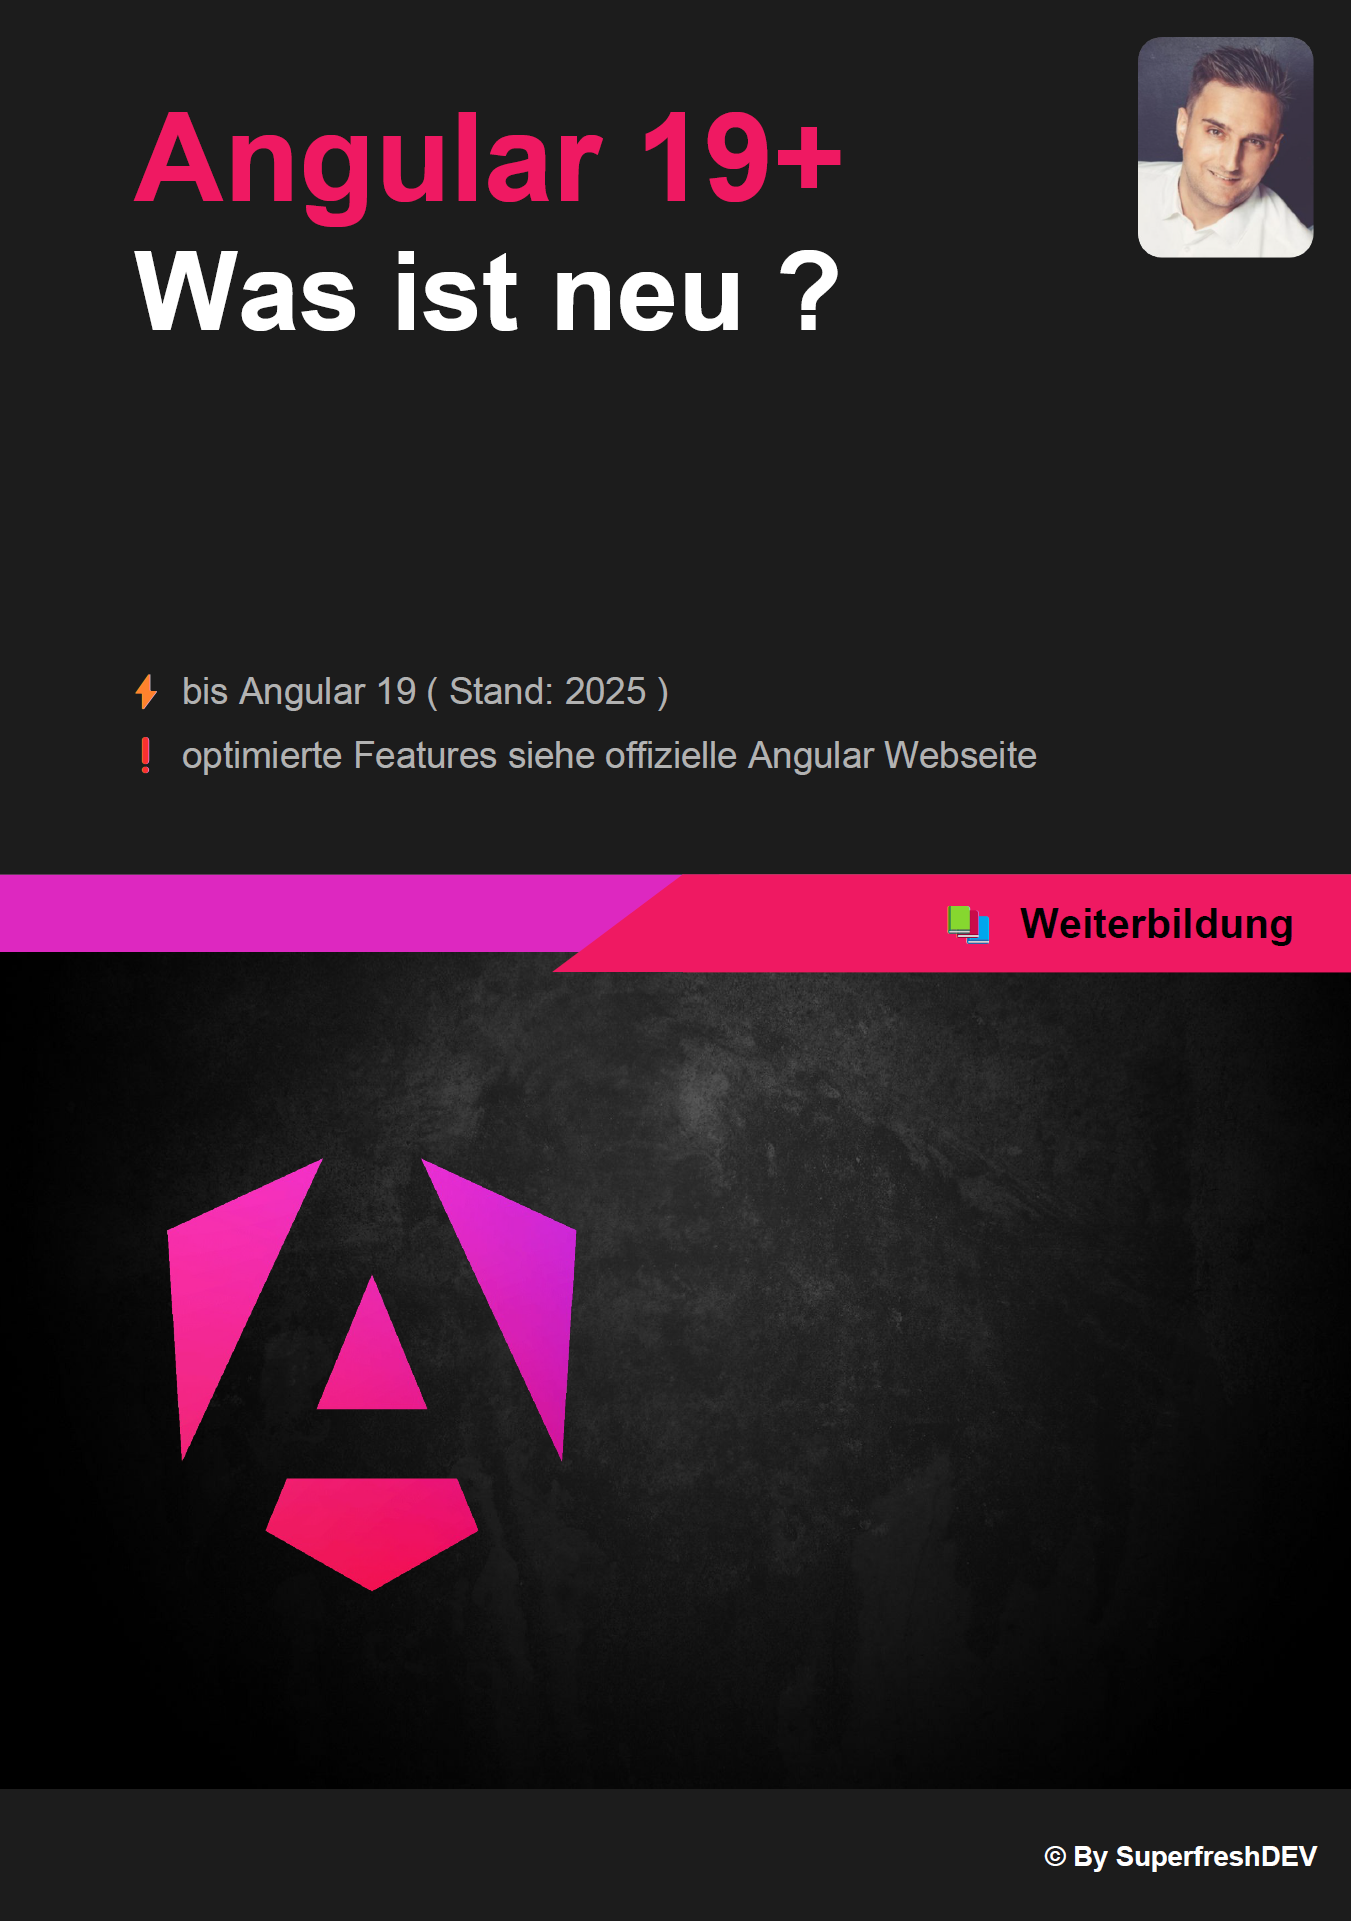 Angular 19+
Was ist neu ?
⚡ bis Angular 19 ( Stand: 2025 )
❗ optimierte Features siehe offizielle Angular Webseite
📚 Weiterbildung
© By SuperfreshDEV